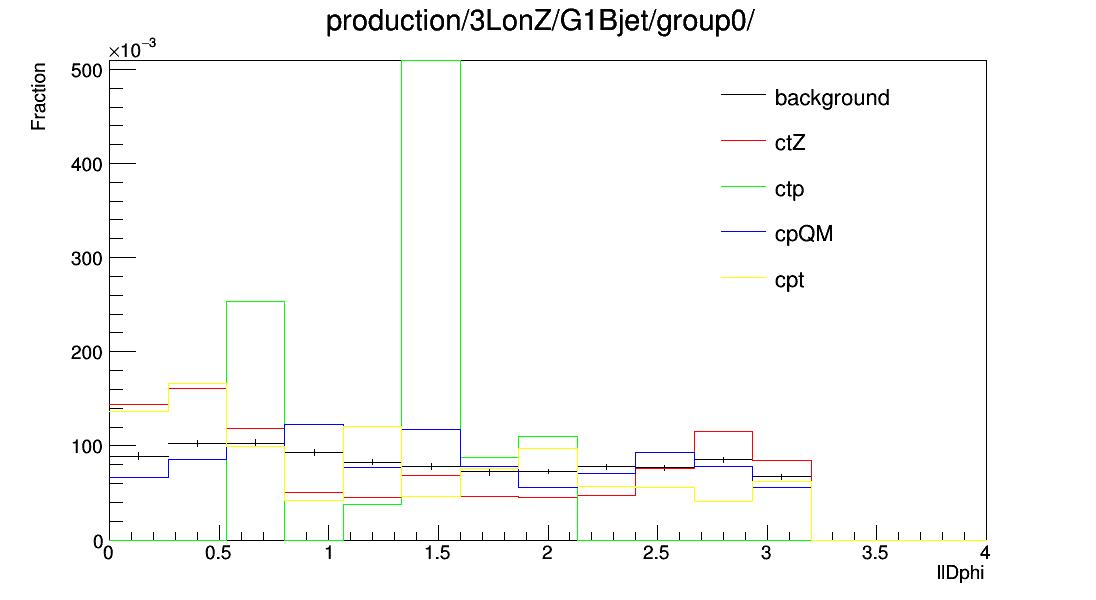 production/3LonZ/G1Bjet/group0/
×10⁻³
Fraction
500
400
300
200
100
0
background
ctZ
ctp
cpQM
cpt
0 0.5 1 1.5 2 2.5 3 3.5 4
llDphi